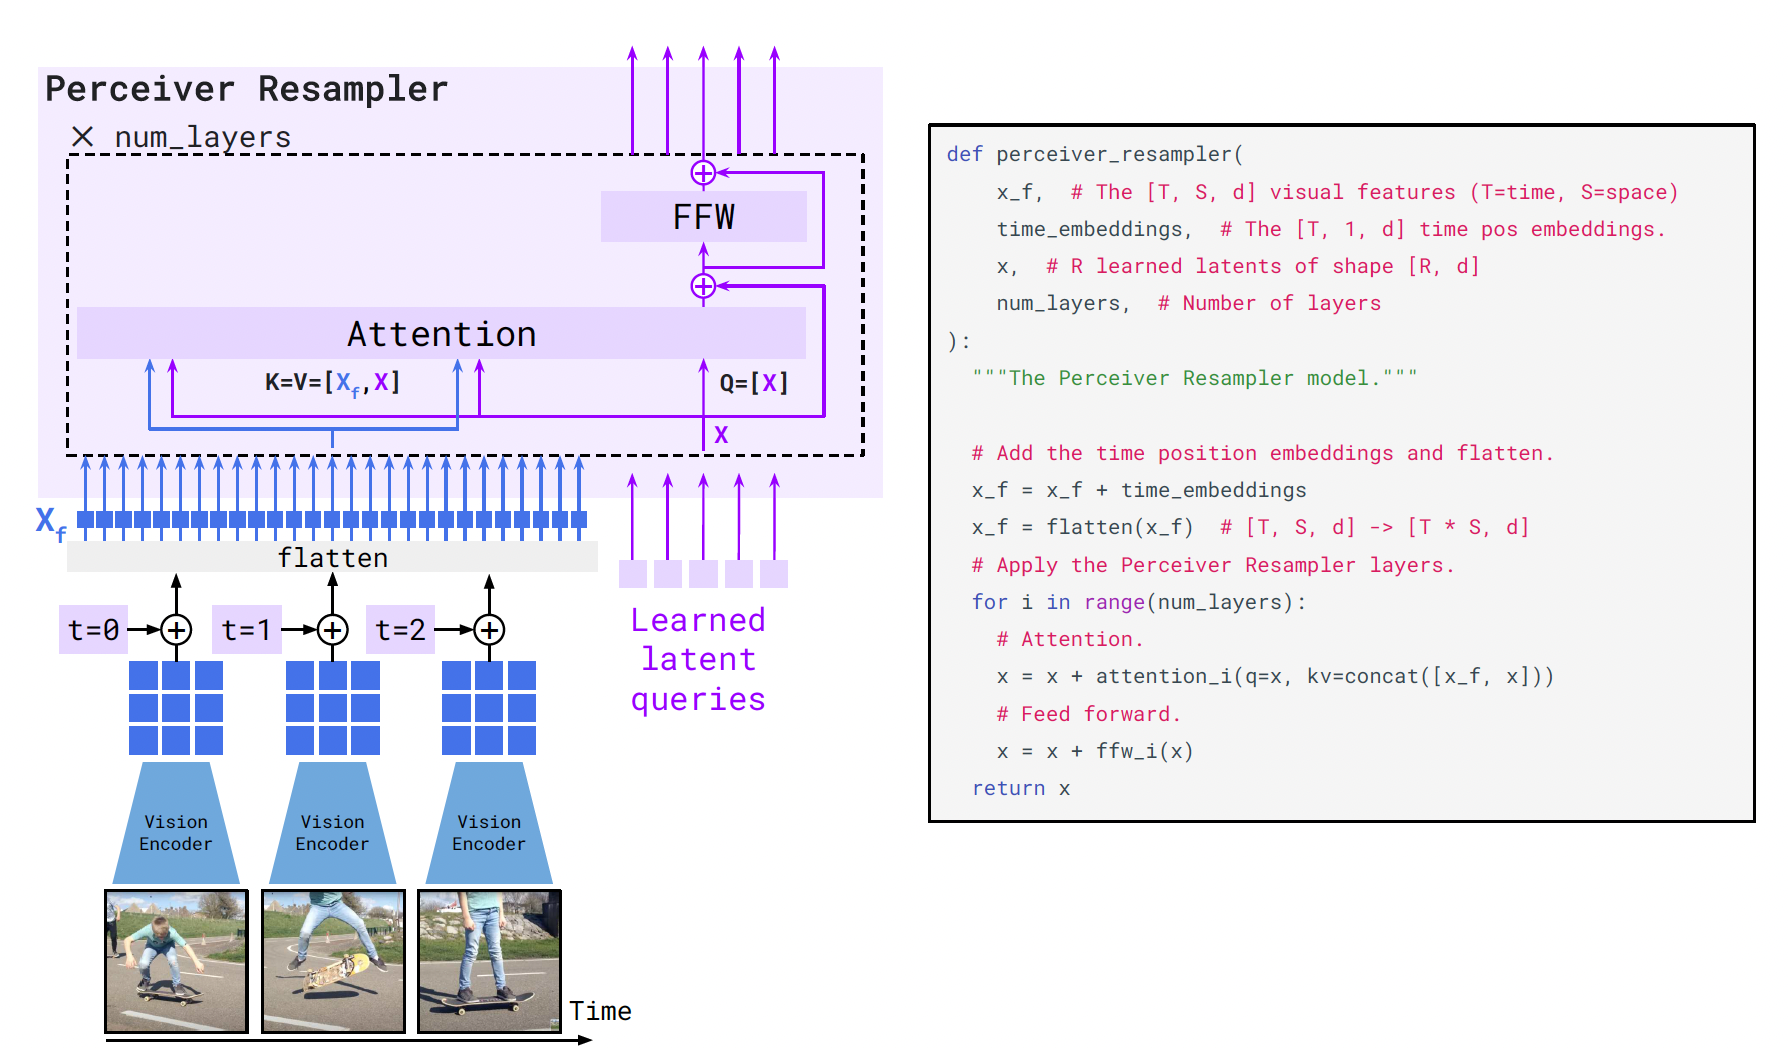 Perceiver Resampler
× num_layers
FFW
Attention
K=V=[Xf,X]
Q=[X]
X
Xf
flatten
t=0
t=1
t=2
Learned
latent
queries
Vision
Encoder
Vision
Encoder
Vision
Encoder
Time
def perceiver_resampler(
    x_f,  # The [T, S, d] visual features (T=time, S=space)
    time_embeddings,  # The [T, 1, d] time pos embeddings.
    x,  # R learned latents of shape [R, d]
    num_layers,  # Number of layers
):
  """The Perceiver Resampler model."""
  # Add the time position embeddings and flatten.
  x_f = x_f + time_embeddings
  x_f = flatten(x_f)  # [T, S, d] -> [T * S, d]
  # Apply the Perceiver Resampler layers.
  for i in range(num_layers):
    # Attention.
    x = x + attention_i(q=x, kv=concat([x_f, x]))
    # Feed forward.
    x = x + ffw_i(x)
  return x